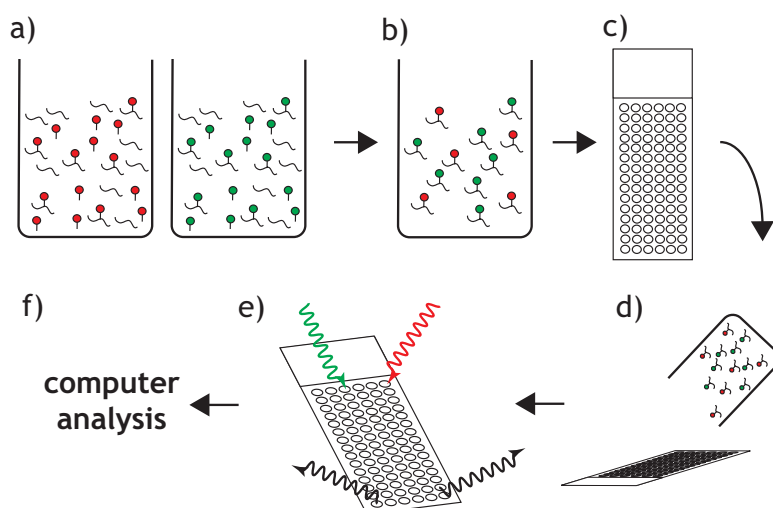 a)
b)
c)
d)
e)
f)
computer
analysis